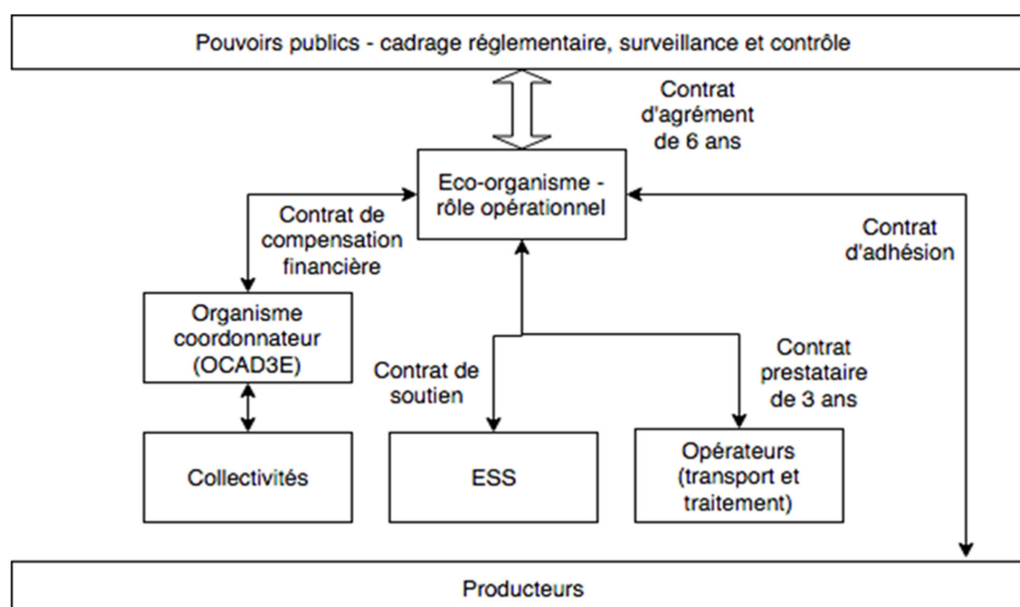 Pouvoirs publics - cadrage réglementaire, surveillance et contrôle
Contrat
d'agrément
de 6 ans
Eco-organisme -
rôle opérationnel
Contrat de
compensation
financière
Contrat
d'adhésion
Organisme
coordonnateur
(OCAD3E)
Contrat de
soutien
Contrat
prestataire
de 3 ans
Collectivités
ESS
Opérateurs
(transport et
traitement)
Producteurs